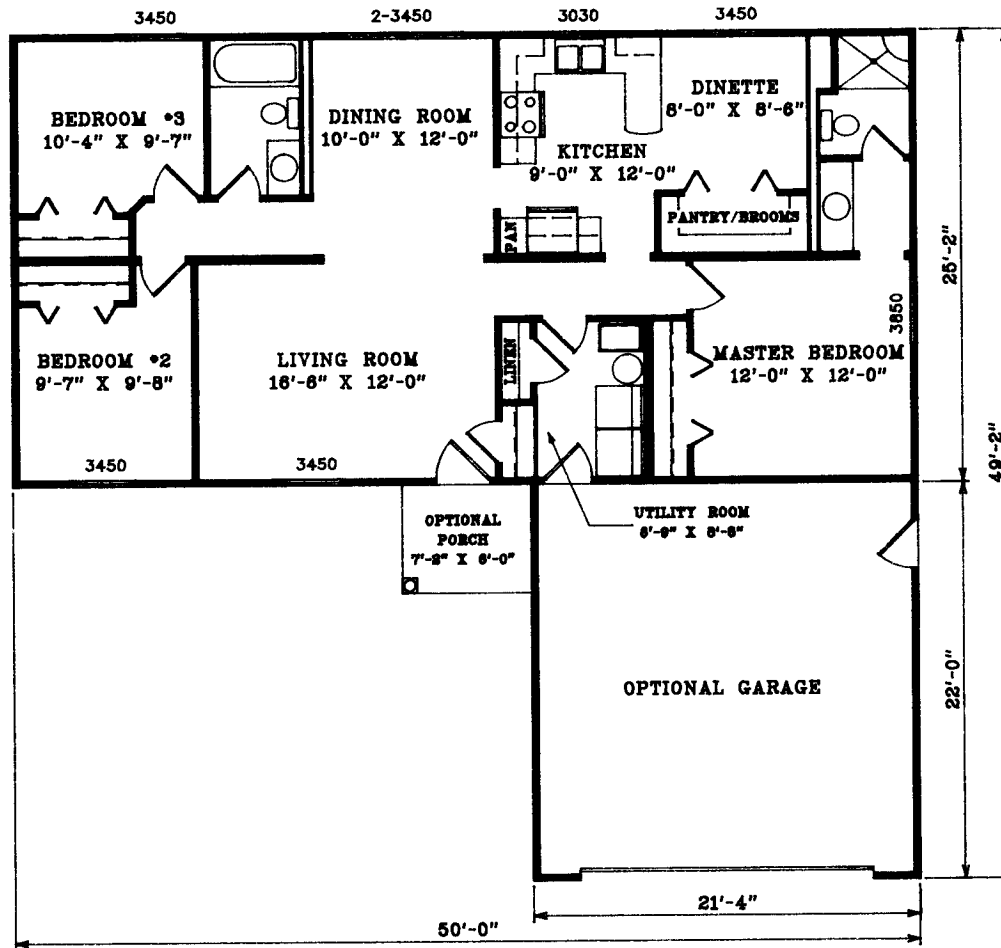 3450
2-3450
3030
3450
BEDROOM #3
10'-4" X 9'-7"
DINING ROOM
10'-0" X 12'-0"
DINETTE
8'-0" X 8'-6"
KITCHEN
9'-0" X 12'-0"
PANTRY/BROOMS
PAN
25'-2"
3850
BEDROOM #2
9'-7" X 9'-8"
LIVING ROOM
16'-6" X 12'-0"
LINEN
MASTER BEDROOM
12'-0" X 12'-0"
49'-2"
3450
3450
OPTIONAL
PORCH
7'-2" X 6'-0"
UTILITY ROOM
6'-9" X 8'-8"
22'-0"
OPTIONAL GARAGE
21'-4"
50'-0"